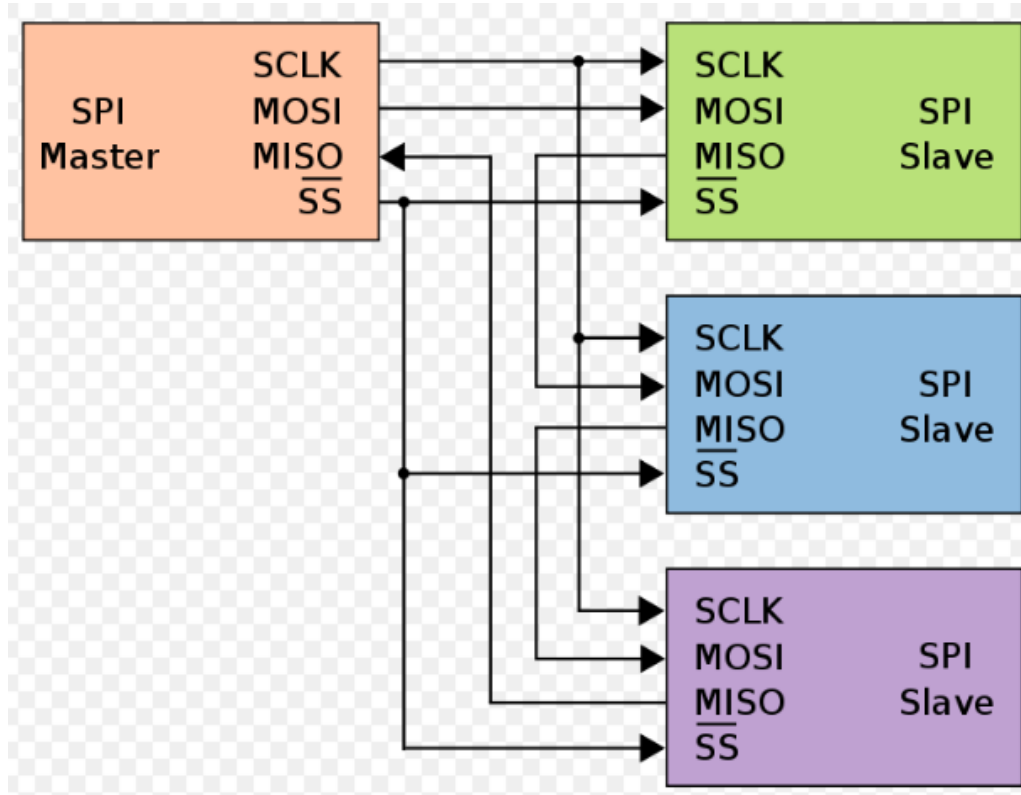 SPI
Master
SCLK
MOSI
MISO
SS
SCLK
MOSI
MISO
SS
SPI
Slave
SCLK
MOSI
MISO
SS
SPI
Slave
SCLK
MOSI
MISO
SS
SPI
Slave